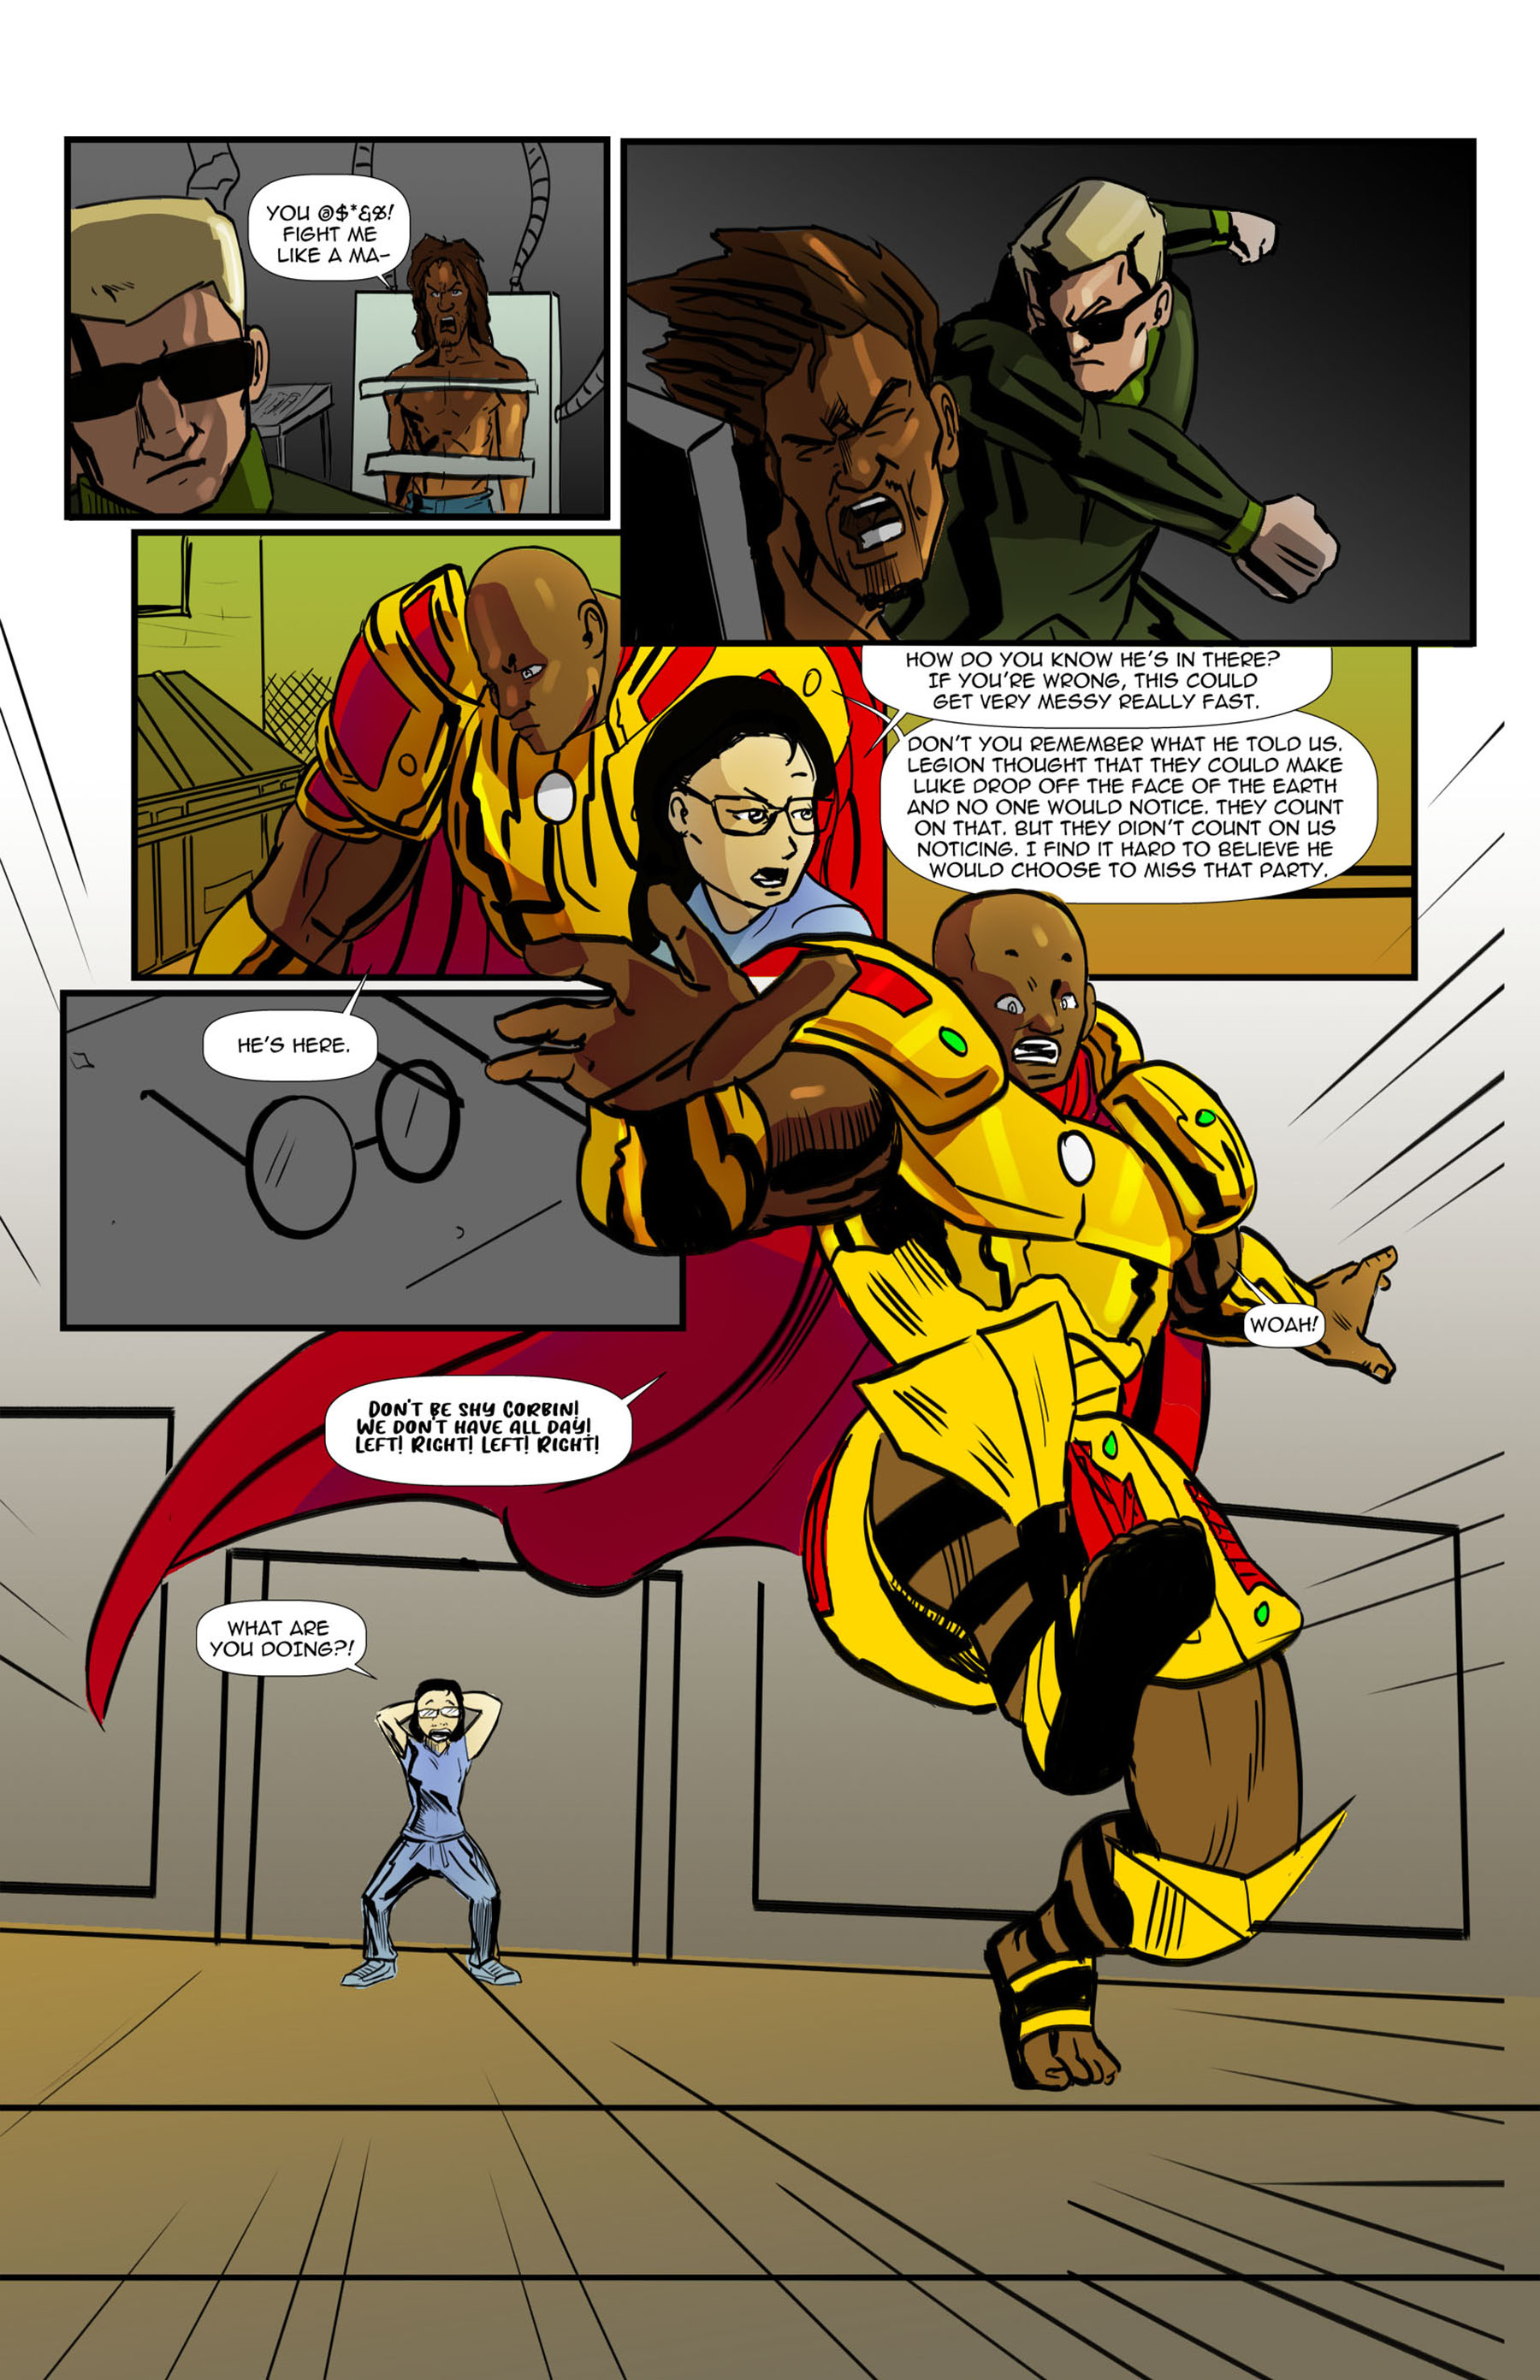 YOU @$*&%!
FIGHT ME
LIKE A MA-
HOW DO YOU KNOW HE'S IN THERE?
IF YOU'RE WRONG, THIS COULD
GET VERY MESSY REALLY FAST.
DON'T YOU REMEMBER WHAT HE TOLD US.
LEGION THOUGHT THAT THEY COULD MAKE
LUKE DROP OFF THE FACE OF THE EARTH
AND NO ONE WOULD NOTICE. THEY COUNT
ON THAT. BUT THEY DIDN'T COUNT ON US
NOTICING. I FIND IT HARD TO BELIEVE HE
WOULD CHOOSE TO MISS THAT PARTY.
HE'S HERE.
WOAH!
DON'T BE SHY CORBIN!
WE DON'T HAVE ALL DAY!
LEFT! RIGHT! LEFT! RIGHT!
WHAT ARE
YOU DOING?!